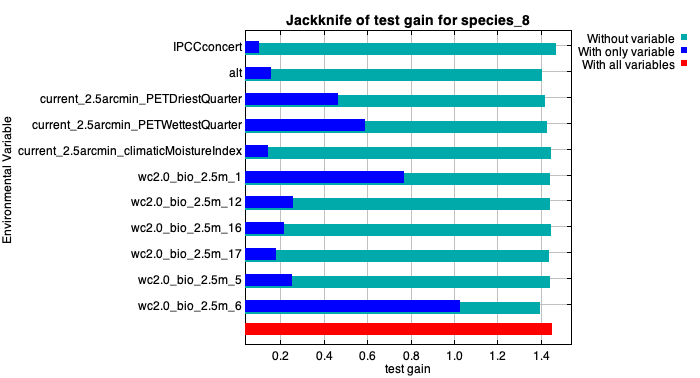 Jackknife of test gain for species_8
Without variable
With only variable
With all variables
Environmental Variable
IPCCconcert
alt
current_2.5arcmin_PETDriestQuarter
current_2.5arcmin_PETWettestQuarter
current_2.5arcmin_climaticMoistureIndex
wc2.0_bio_2.5m_1
wc2.0_bio_2.5m_12
wc2.0_bio_2.5m_16
wc2.0_bio_2.5m_17
wc2.0_bio_2.5m_5
wc2.0_bio_2.5m_6
0.2 0.4 0.6 0.8 1.0 1.2 1.4
test gain